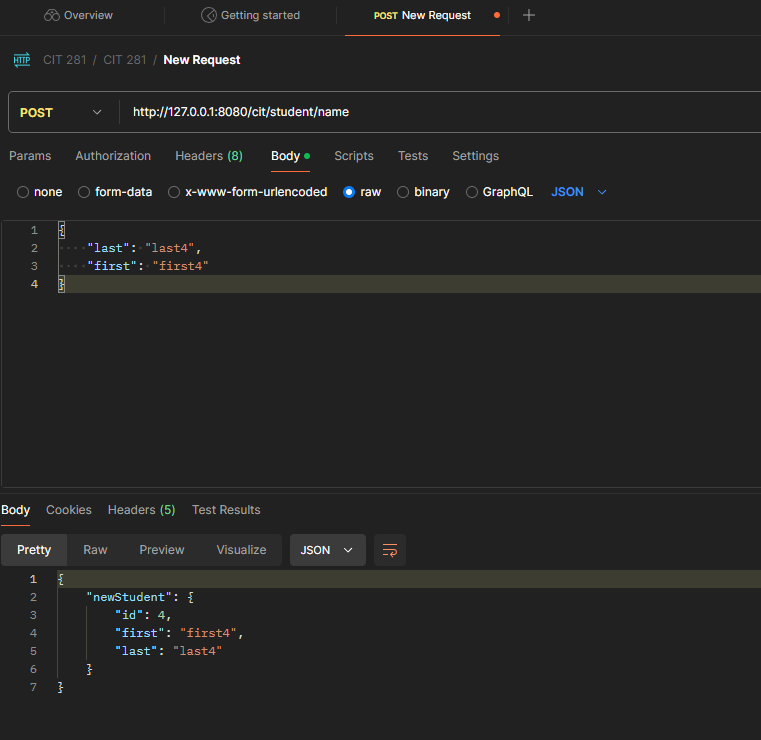 Overview Getting started POST New Request
HTTP CIT 281 / CIT 281 / New Request
POST http://127.0.0.1:8080/cit/student/name
Params Authorization Headers (8) Body Scripts Tests Settings
none form-data x-www-form-urlencoded raw binary GraphQL JSON
1 {
2 "last": "last4",
3 "first": "first4"
4 }
Body Cookies Headers (5) Test Results
Pretty Raw Preview Visualize JSON
1 {
2 "newStudent": {
3 "id": 4,
4 "first": "first4",
5 "last": "last4"
6 }
7 }